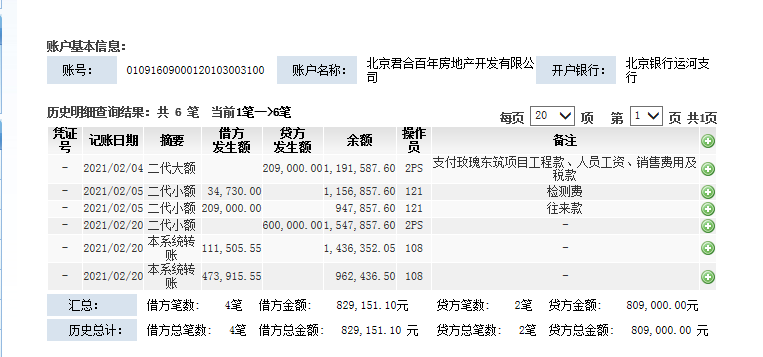 账户基本信息：
账号： 01091609000120103003100 账户名称： 北京君合百年房地产开发有限公司 开户银行： 北京银行运河支行
历史明细查询结果：共 6 笔 当前1笔—>6笔 每页 20 项 第 1 页 共1页
凭证号 记账日期 摘要 借方发生额 贷方发生额 余额 操作员 备注
- 2021/02/04 二代大额 209,000.00 1,191,587.60 2PS 支付玫瑰东筑项目工程款、人员工资、销售费用及税款
- 2021/02/05 二代小额 34,730.00 1,156,857.60 121 检测费
- 2021/02/05 二代小额 209,000.00 947,857.60 121 往来款
- 2021/02/20 二代小额 600,000.00 1,547,857.60 2PS -
- 2021/02/20 本系统转账 111,505.55 1,436,352.05 108 -
- 2021/02/20 本系统转账 473,915.55 962,436.50 108 -
汇总： 借方笔数： 4笔 借方金额： 829,151.10元 贷方笔数： 2笔 贷方金额： 809,000.00元
历史总计： 借方总笔数： 4笔 借方总金额： 829,151.10 元 贷方总笔数： 2笔 贷方总金额： 809,000.00 元